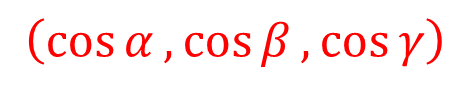 (cos α , cos β , cos γ)